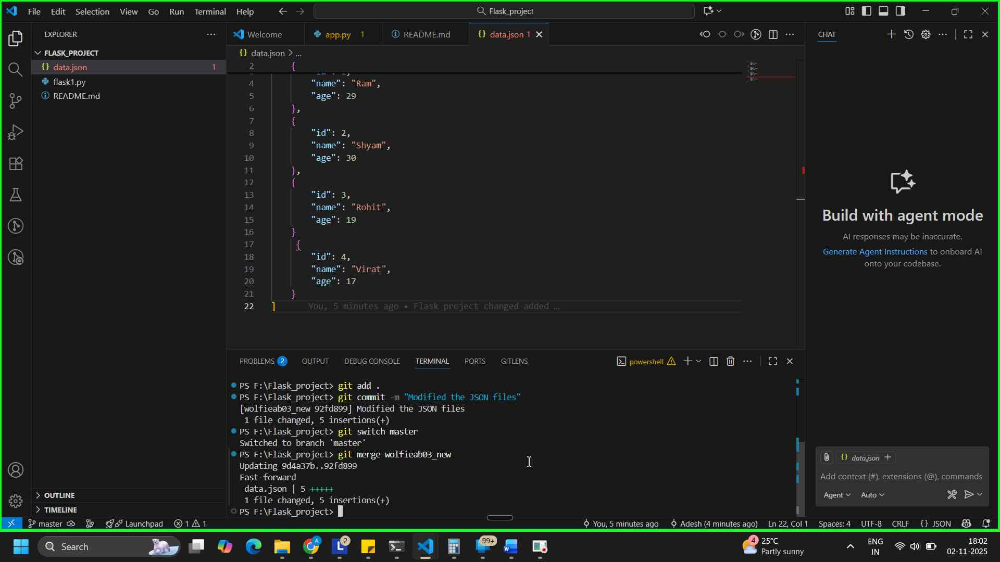 File Edit Selection View Go Run Terminal Help
Flask_project
EXPLORER
FLASK_PROJECT
data.json 1
flask1.py
README.md
OUTLINE
TIMELINE
Welcome
app.py 1
README.md
data.json 1
data.json > ...
2 {
4 "name": "Ram",
5 "age": 29
6 },
7 {
8 "id": 2,
9 "name": "Shyam",
10 "age": 30
11 },
12 {
13 "id": 3,
14 "name": "Rohit",
15 "age": 19
16 }
17 {
18 "id": 4,
19 "name": "Virat",
20 "age": 17
21 }
22 ] You, 5 minutes ago • Flask project changed added …
PROBLEMS 2 OUTPUT DEBUG CONSOLE TERMINAL PORTS GITLENS
powershell
PS F:\Flask_project> git add .
PS F:\Flask_project> git commit -m "Modified the JSON files"
[wolfieab03_new 92fd899] Modified the JSON files
1 file changed, 5 insertions(+)
PS F:\Flask_project> git switch master
Switched to branch 'master'
PS F:\Flask_project> git merge wolfieab03_new
Updating 9d4a37b..92fd899
Fast-forward
data.json | 5 +++++
1 file changed, 5 insertions(+)
PS F:\Flask_project>
CHAT
Build with agent mode
AI responses may be inaccurate.
Generate Agent Instructions to onboard AI
onto your codebase.
data.json
Add context (#), extensions (@), commands
Agent Auto
master Launchpad 1 1 You, 5 minutes ago Adesh (4 minutes ago) Ln 22, Col 1 Spaces: 4 UTF-8 CRLF {} JSON
Search
A
L 2
99+
W
4
25°C
Partly sunny
ENG
IN
18:02
02-11-2025